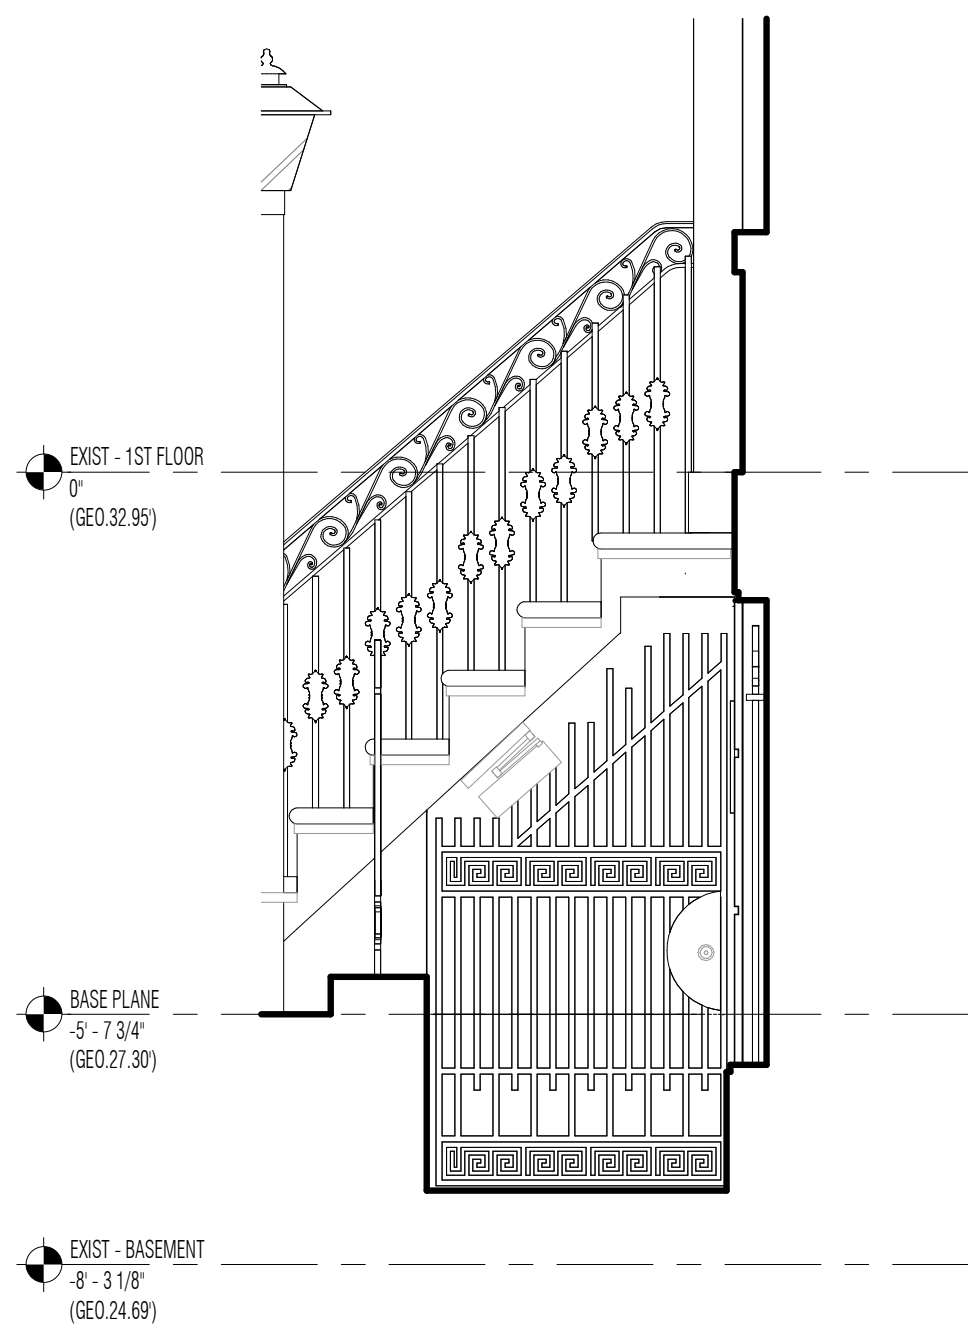 EXIST - 1ST FLOOR
0"
(GEO.32.95')
BASE PLANE
-5' - 7 3/4"
(GEO.27.30')
EXIST - BASEMENT
-8' - 3 1/8"
(GEO.24.69')